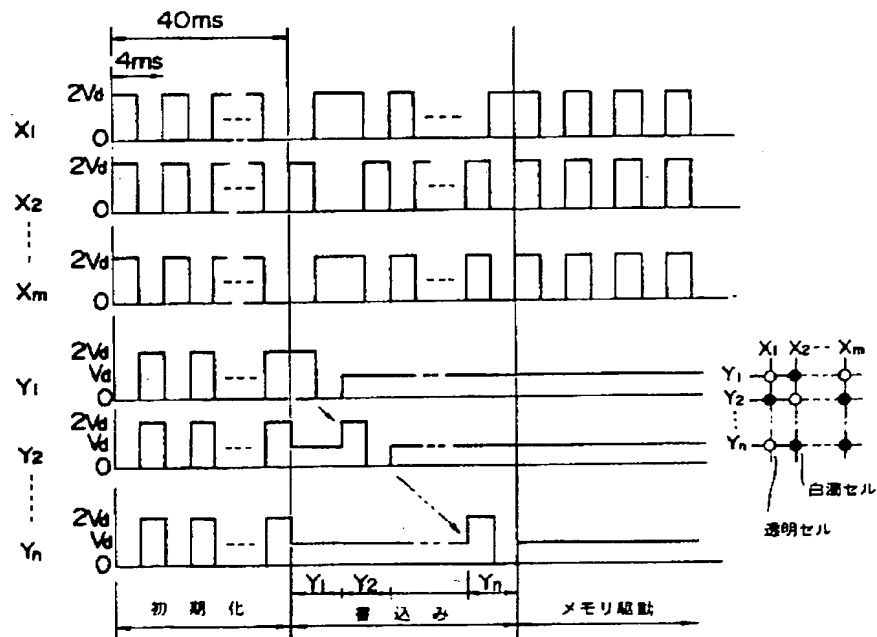 40ms
4ms
2Vd
0
X1
2Vd
0
X2
2Vd
0
Xm
2Vd
Vd
0
Y1
2Vd
Vd
0
Y2
2Vd
Vd
0
Yn
Y1 Y2 Yn
初期化 書込み メモリ駆動
X1 X2 Xm
Y1
Y2
Yn
白濁セル
透明セル